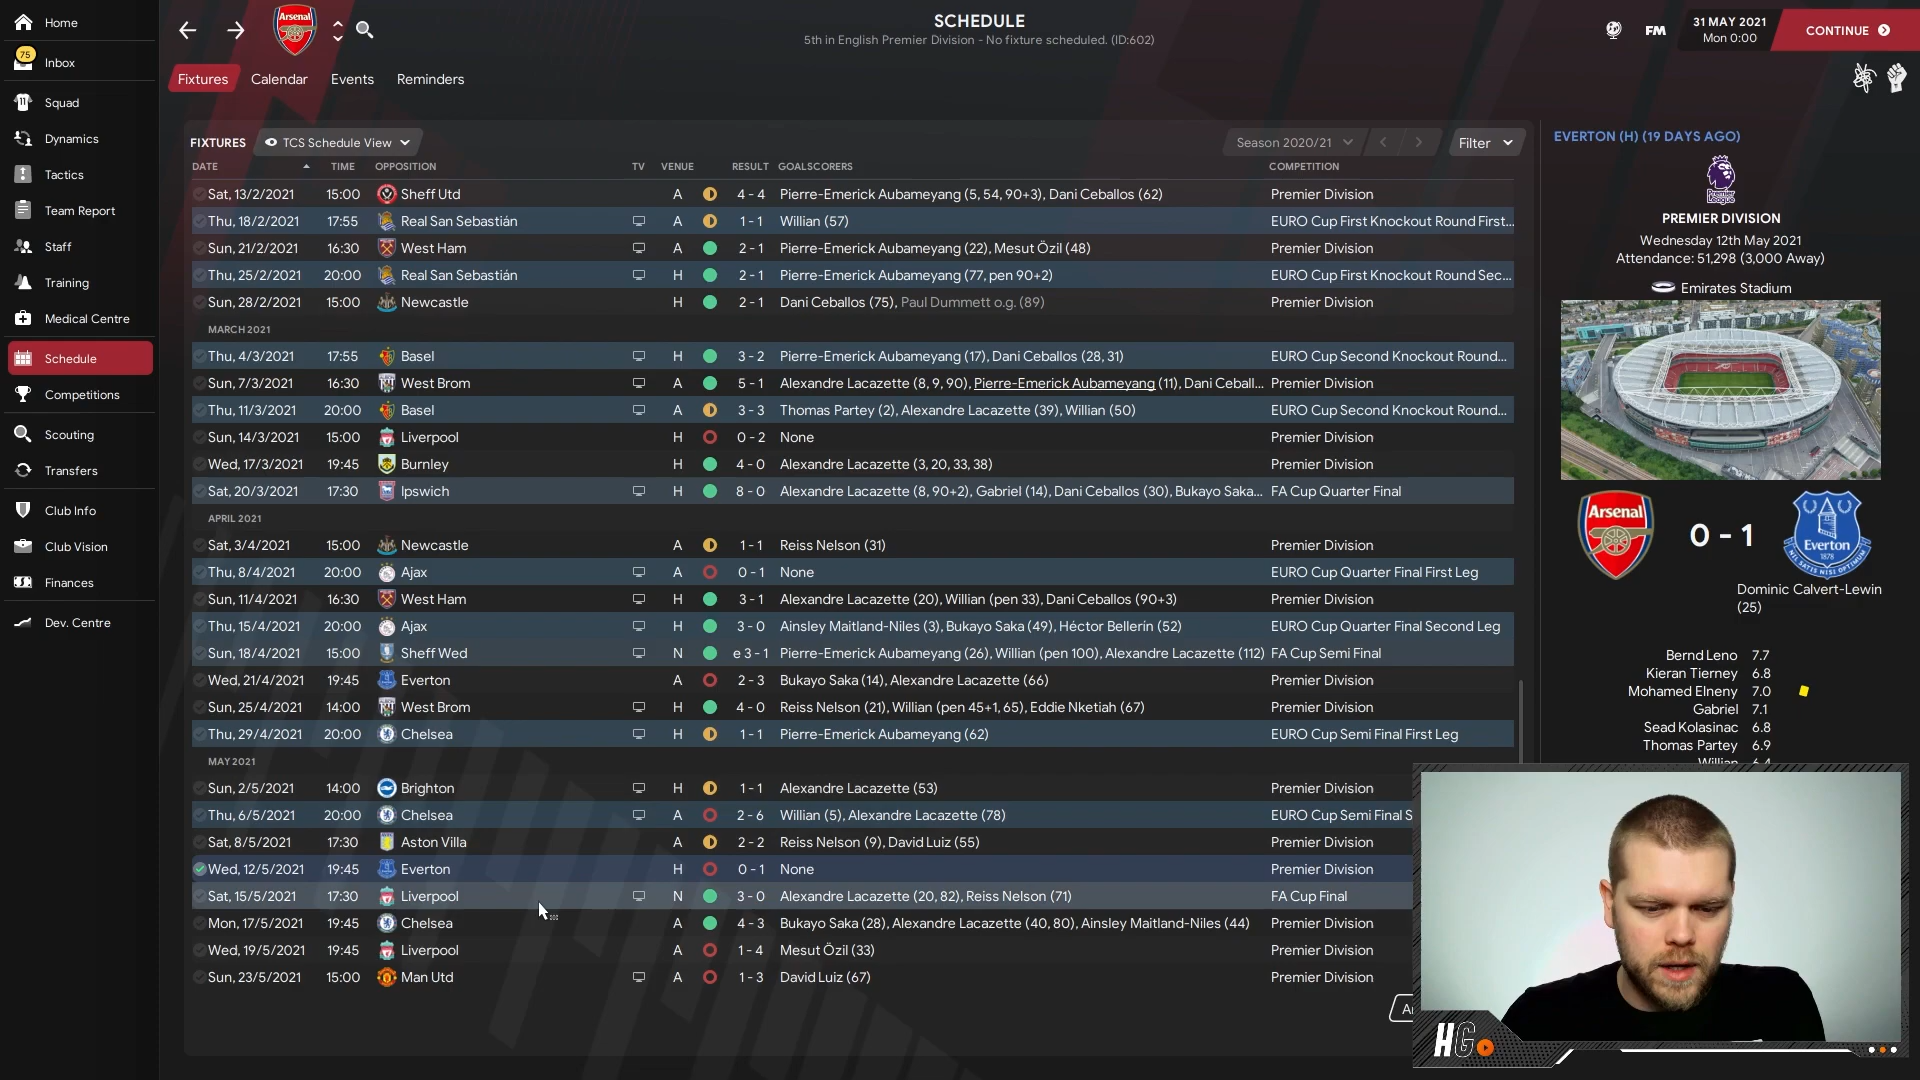 Home
75
Inbox
Squad
Dynamics
Tactics
Team Report
Staff
Training
Medical Centre
Schedule
Competitions
Scouting
Transfers
Club Info
Club Vision
Finances
Dev. Centre
Arsenal
SCHEDULE
5th in English Premier Division - No fixture scheduled. (ID:602)
FM
31 MAY 2021
Mon 0:00
CONTINUE
Fixtures Calendar Events Reminders
FIXTURES TCS Schedule View Season 2020/21 Filter
DATE TIME OPPOSITION TV VENUE RESULT GOALSCORERS COMPETITION
Sat, 13/2/2021 15:00 Sheff Utd A 4 - 4 Pierre-Emerick Aubameyang (5, 54, 90+3), Dani Ceballos (62) Premier Division
Thu, 18/2/2021 17:55 Real San Sebastián A 1 - 1 Willian (57) EURO Cup First Knockout Round First...
Sun, 21/2/2021 16:30 West Ham A 2 - 1 Pierre-Emerick Aubameyang (22), Mesut Özil (48) Premier Division
Thu, 25/2/2021 20:00 Real San Sebastián H 2 - 1 Pierre-Emerick Aubameyang (77, pen 90+2) EURO Cup First Knockout Round Sec...
Sun, 28/2/2021 15:00 Newcastle H 2 - 1 Dani Ceballos (75), Paul Dummett o.g. (89) Premier Division
MARCH 2021
Thu, 4/3/2021 17:55 Basel H 3 - 2 Pierre-Emerick Aubameyang (17), Dani Ceballos (28, 31) EURO Cup Second Knockout Round...
Sun, 7/3/2021 16:30 West Brom A 5 - 1 Alexandre Lacazette (8, 9, 90), Pierre-Emerick Aubameyang (11), Dani Ceball... Premier Division
Thu, 11/3/2021 20:00 Basel A 3 - 3 Thomas Partey (2), Alexandre Lacazette (39), Willian (50) EURO Cup Second Knockout Round...
Sun, 14/3/2021 15:00 Liverpool H 0 - 2 None Premier Division
Wed, 17/3/2021 19:45 Burnley H 4 - 0 Alexandre Lacazette (3, 20, 33, 38) Premier Division
Sat, 20/3/2021 17:30 Ipswich H 8 - 0 Alexandre Lacazette (8, 90+2), Gabriel (14), Dani Ceballos (30), Bukayo Saka... FA Cup Quarter Final
APRIL 2021
Sat, 3/4/2021 15:00 Newcastle A 1 - 1 Reiss Nelson (31) Premier Division
Thu, 8/4/2021 20:00 Ajax A 0 - 1 None EURO Cup Quarter Final First Leg
Sun, 11/4/2021 16:30 West Ham H 3 - 1 Alexandre Lacazette (20), Willian (pen 33), Dani Ceballos (90+3) Premier Division
Thu, 15/4/2021 20:00 Ajax H 3 - 0 Ainsley Maitland-Niles (3), Bukayo Saka (49), Héctor Bellerín (52) EURO Cup Quarter Final Second Leg
Sun, 18/4/2021 15:00 Sheff Wed N e 3 - 1 Pierre-Emerick Aubameyang (26), Willian (pen 100), Alexandre Lacazette (112) FA Cup Semi Final
Wed, 21/4/2021 19:45 Everton A 2 - 3 Bukayo Saka (14), Alexandre Lacazette (66) Premier Division
Sun, 25/4/2021 14:00 West Brom H 4 - 0 Reiss Nelson (21), Willian (pen 45+1, 65), Eddie Nketiah (67) Premier Division
Thu, 29/4/2021 20:00 Chelsea H 1 - 1 Pierre-Emerick Aubameyang (62) EURO Cup Semi Final First Leg
MAY 2021
Sun, 2/5/2021 14:00 Brighton H 1 - 1 Alexandre Lacazette (53) Premier Division
Thu, 6/5/2021 20:00 Chelsea A 2 - 6 Willian (5), Alexandre Lacazette (78) EURO Cup Semi Final S
Sat, 8/5/2021 17:30 Aston Villa A 2 - 2 Reiss Nelson (9), David Luiz (55) Premier Division
Wed, 12/5/2021 19:45 Everton H 0 - 1 None Premier Division
Sat, 15/5/2021 17:30 Liverpool N 3 - 0 Alexandre Lacazette (20, 82), Reiss Nelson (71) FA Cup Final
Mon, 17/5/2021 19:45 Chelsea A 4 - 3 Bukayo Saka (28), Alexandre Lacazette (40, 80), Ainsley Maitland-Niles (44) Premier Division
Wed, 19/5/2021 19:45 Liverpool A 1 - 4 Mesut Özil (33) Premier Division
Sun, 23/5/2021 15:00 Man Utd A 1 - 3 David Luiz (67) Premier Division
EVERTON (H) (19 DAYS AGO)
Premier League
PREMIER DIVISION
Wednesday 12th May 2021
Attendance: 51,298 (3,000 Away)
Emirates Stadium
Arsenal 0 - 1 Everton
1878
Dominic Calvert-Lewin
(25)
Bernd Leno 7.7
Kieran Tierney 6.8
Mohamed Elneny 7.0
Gabriel 7.1
Sead Kolasinac 6.8
Thomas Partey 6.9
Willian 6.4
HG